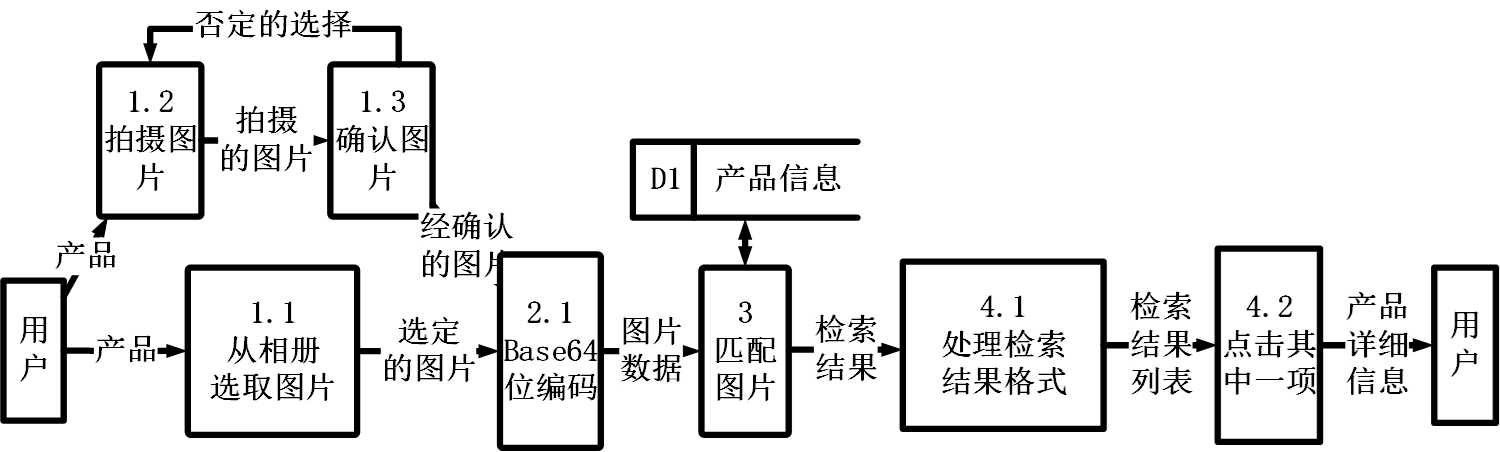 否定的选择
1.2
拍摄图
片
拍摄
的图片
1.3
确认图
片
D1
产品信息
经确认
的图片
产品
用
户
产品
1.1
从相册
选取图片
选定
的图片
2.1
Base64
位编码
图片
数据
3
匹配
图片
检索
结果
4.1
处理检索
结果格式
检索
结果
列表
4.2
点击其
中一项
产品
详细
信息
用
户